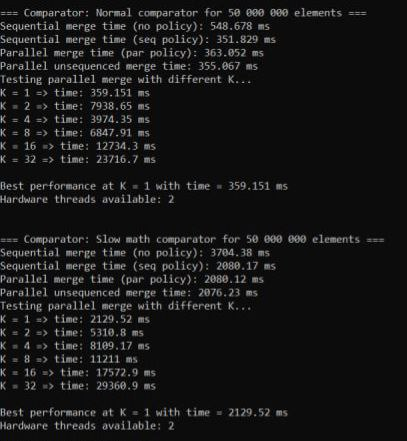 === Comparator: Normal comparator for 50 000 000 elements ===
Sequential merge time (no policy): 548.678 ms
Sequential merge time (seq policy): 351.829 ms
Parallel merge time (par policy): 363.052 ms
Parallel unsequenced merge time: 355.067 ms
Testing parallel merge with different K...
K = 1 => time: 359.151 ms
K = 2 => time: 7938.65 ms
K = 4 => time: 3974.35 ms
K = 8 => time: 6847.91 ms
K = 16 => time: 12734.3 ms
K = 32 => time: 23716.7 ms
Best performance at K = 1 with time = 359.151 ms
Hardware threads available: 2
=== Comparator: Slow math comparator for 50 000 000 elements ===
Sequential merge time (no policy): 3704.38 ms
Sequential merge time (seq policy): 2080.17 ms
Parallel merge time (par policy): 2080.12 ms
Parallel unsequenced merge time: 2076.23 ms
Testing parallel merge with different K...
K = 1 => time: 2129.52 ms
K = 2 => time: 5310.8 ms
K = 4 => time: 8109.17 ms
K = 8 => time: 11211 ms
K = 16 => time: 17572.9 ms
K = 32 => time: 29360.9 ms
Best performance at K = 1 with time = 2129.52 ms
Hardware threads available: 2